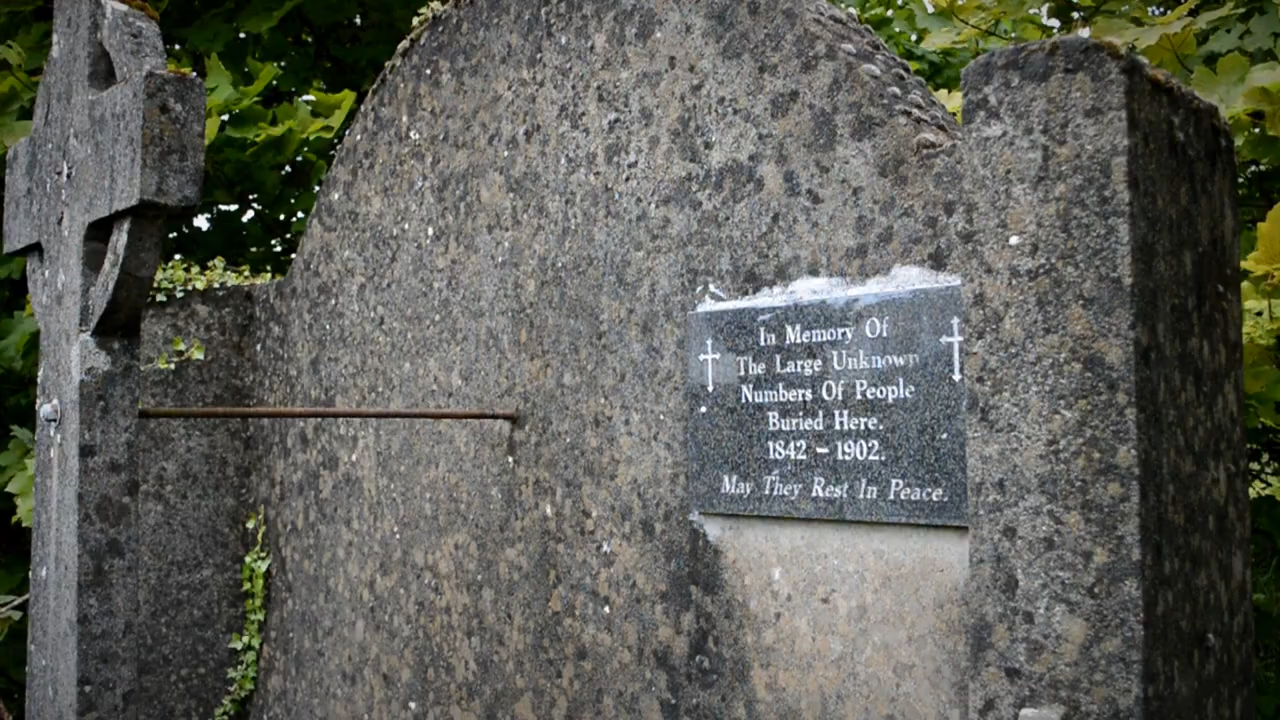 In Memory Of
The Large Unknown
Numbers Of People
Buried Here.
1842 – 1902.
May They Rest In Peace.